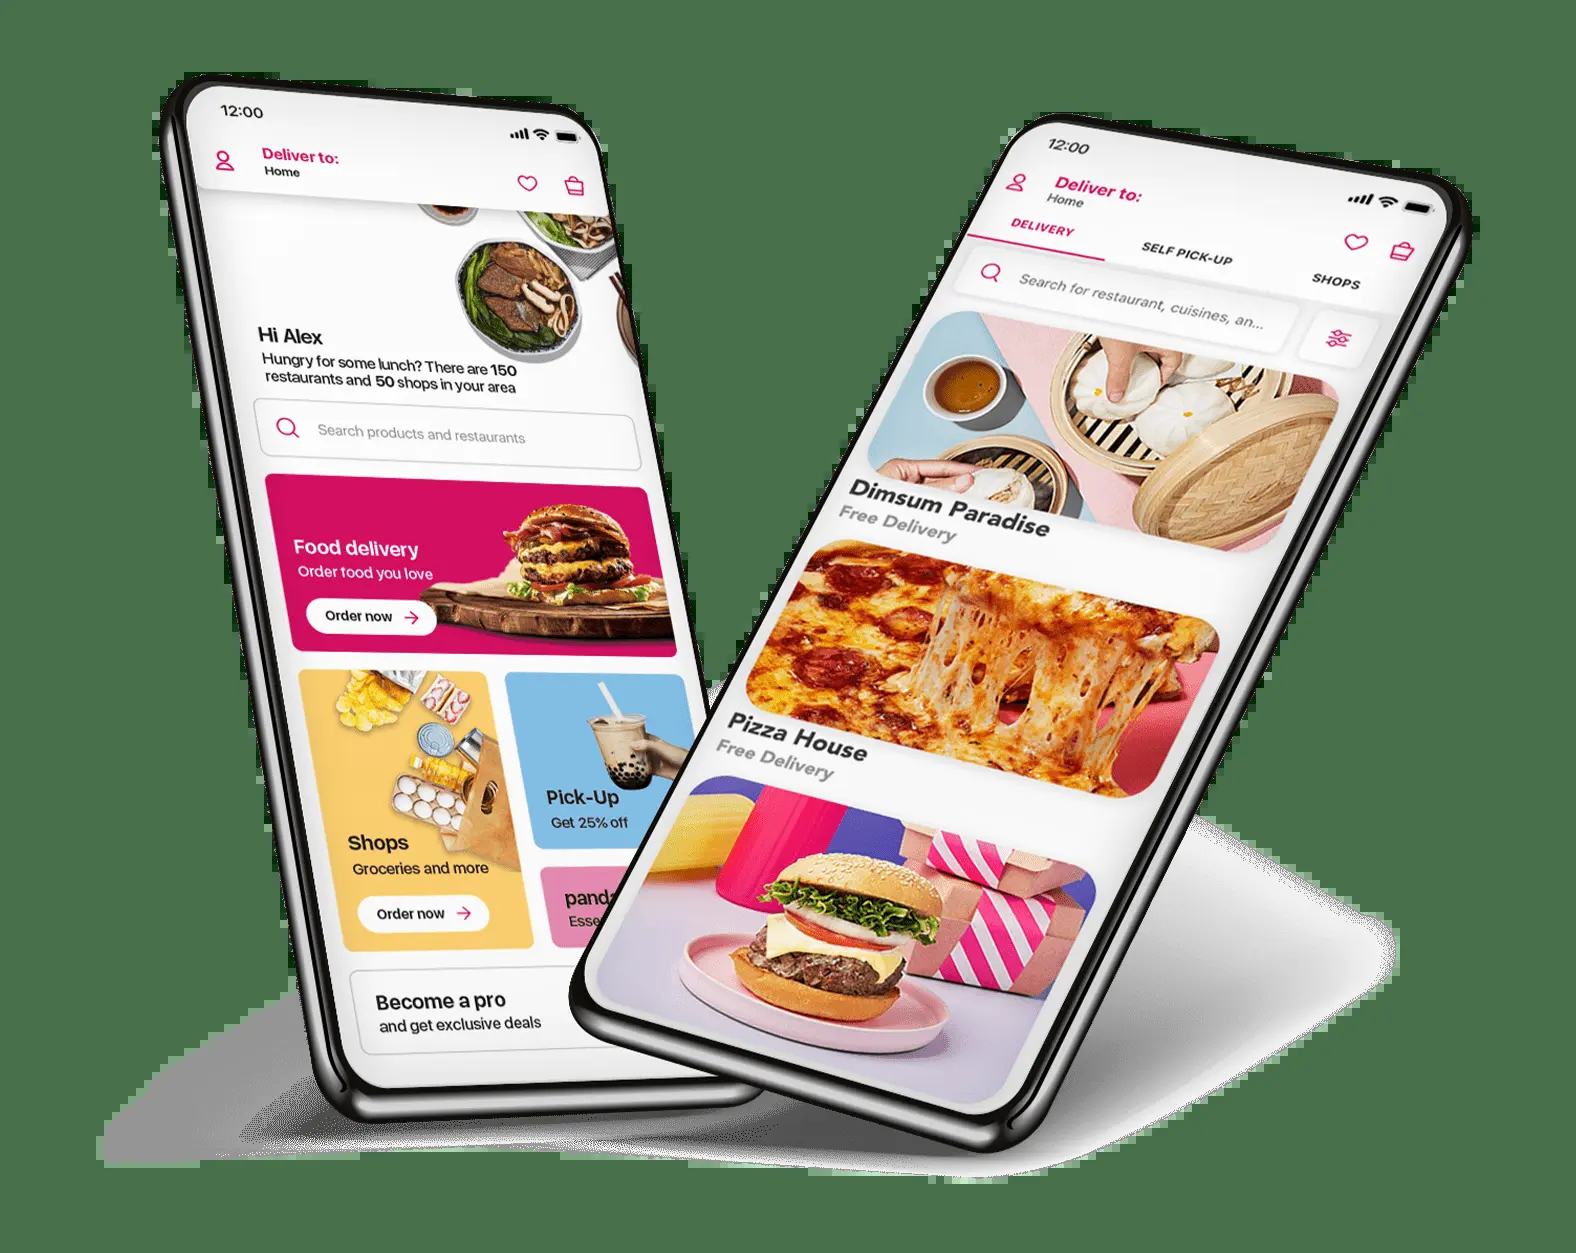 12:00
Deliver to:
Home
Hi Alex
Hungry for some lunch? There are 150
restaurants and 50 shops in your area
Search products and restaurants
Food delivery
Order food you love
Order now
Shops
Groceries and more
Order now
Pick-Up
Get 25% off
panda
Esse
Become a pro
and get exclusive deals
12:00
Deliver to:
Home
DELIVERY
SELF PICK-UP
SHOPS
Search for restaurant, cuisines, an...
Dimsum Paradise
Free Delivery
Pizza House
Free Delivery